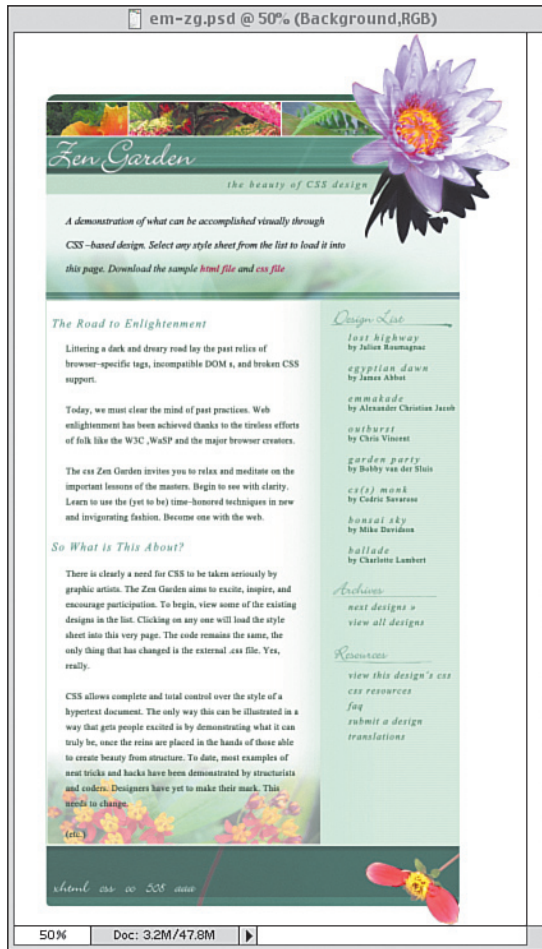 em-zg.psd @ 50% (Background,RGB)
Zen Garden
the beauty of CSS design
A demonstration of what can be accomplished visually through
CSS -based design. Select any style sheet from the list to load it into
this page. Download the sample html file and css file
The Road to Enlightenment
Littering a dark and dreary road lay the past relics of
browser-specific tags, incompatible DOM s, and broken CSS
support.
Today, we must clear the mind of past practices. Web
enlightenment has been achieved thanks to the tireless efforts
of folk like the W3C ,WaSP and the major browser creators.
The css Zen Garden invites you to relax and meditate on the
important lessons of the masters. Begin to see with clarity.
Learn to use the (yet to be) time-honored techniques in new
and invigorating fashion. Become one with the web.
So What is This About?
There is clearly a need for CSS to be taken seriously by
graphic artists. The Zen Garden aims to excite, inspire, and
encourage participation. To begin, view some of the existing
designs in the list. Clicking on any one will load the style
sheet into this very page. The code remains the same, the
only thing that has changed is the external .css file. Yes,
really.
CSS allows complete and total control over the style of a
hypertext document. The only way this can be illustrated in a
way that gets people excited is by demonstrating what it can
truly be, once the reins are placed in the hands of those able
to create beauty from structure. To date, most examples of
neat tricks and hacks have been demonstrated by structurists
and coders. Designers have yet to make their mark. This
needs to change.
(etc.)
Design List
lost highway
by Julien Roumagnac
egyptian dawn
by James Abbot
emmakade
by Alexander Christian Jacob
outburst
by Chris Vincent
garden party
by Bobby van der Sluis
cs(s) monk
by Cedric Savarese
bonsai sky
by Mike Davidson
ballade
by Charlotte Lambert
Archives
next designs »
view all designs
Resources
view this design's css
css resources
faq
submit a design
translations
xhtml css cc 508 aaa
50%
Doc: 3.2M/47.8M